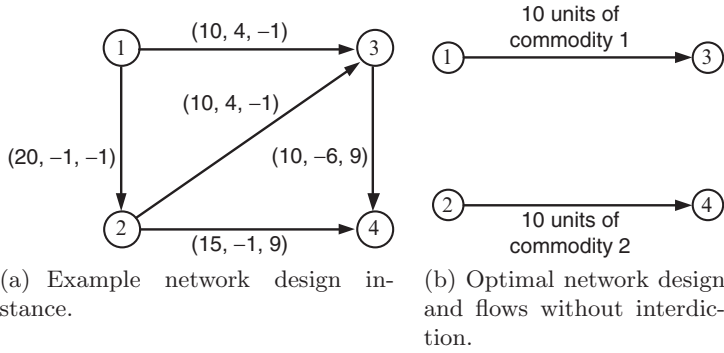 (10, 4, −1)
1
3
(10, 4, −1)
(20, −1, −1)
(10, −6, 9)
2
4
(15, −1, 9)
(a) Example network design in-
stance.
10 units of
commodity 1
1
3
2
4
10 units of
commodity 2
(b) Optimal network design
and flows without interdic-
tion.